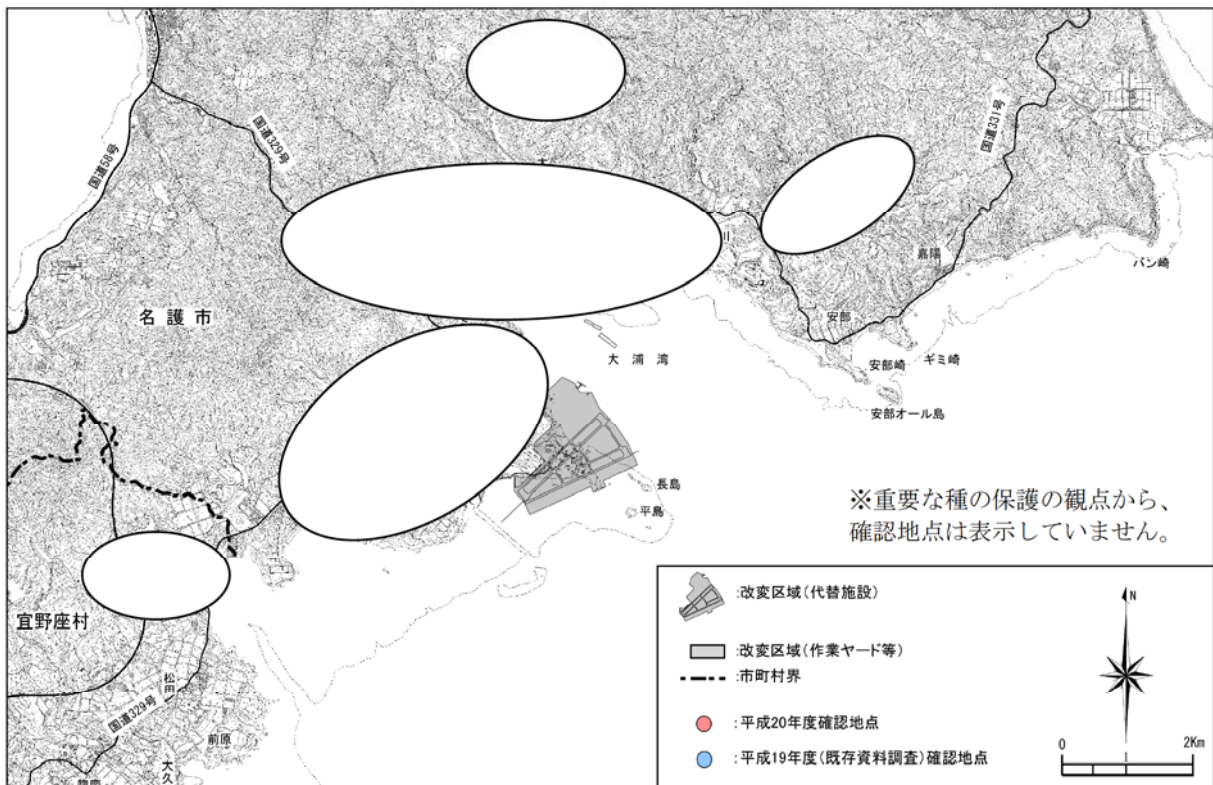 国道58号
国道329号
国道331号
嘉陽
バン崎
名護市
安部
大浦湾
安部崎
ギミ崎
安部オール島
長島
平島
※重要な種の保護の観点から、
確認地点は表示していません。
宜野座村
松田
国道329号
前原
大久
:改変区域(代替施設)
:改変区域(作業ヤード等)
:市町村界
:平成20年度確認地点
:平成19年度(既存資料調査)確認地点
N
0 1 2Km